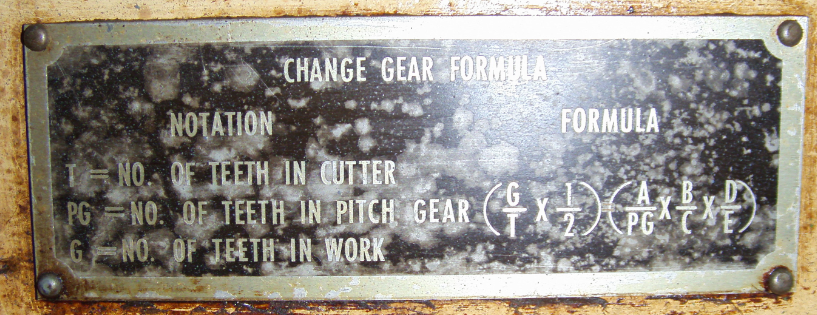 CHANGE GEAR FORMULA
NOTATION FORMULA
T = NO. OF TEETH IN CUTTER
PG = NO. OF TEETH IN PITCH GEAR (G/T X 1/2)(A/PG X B/C X D/E)
G = NO. OF TEETH IN WORK